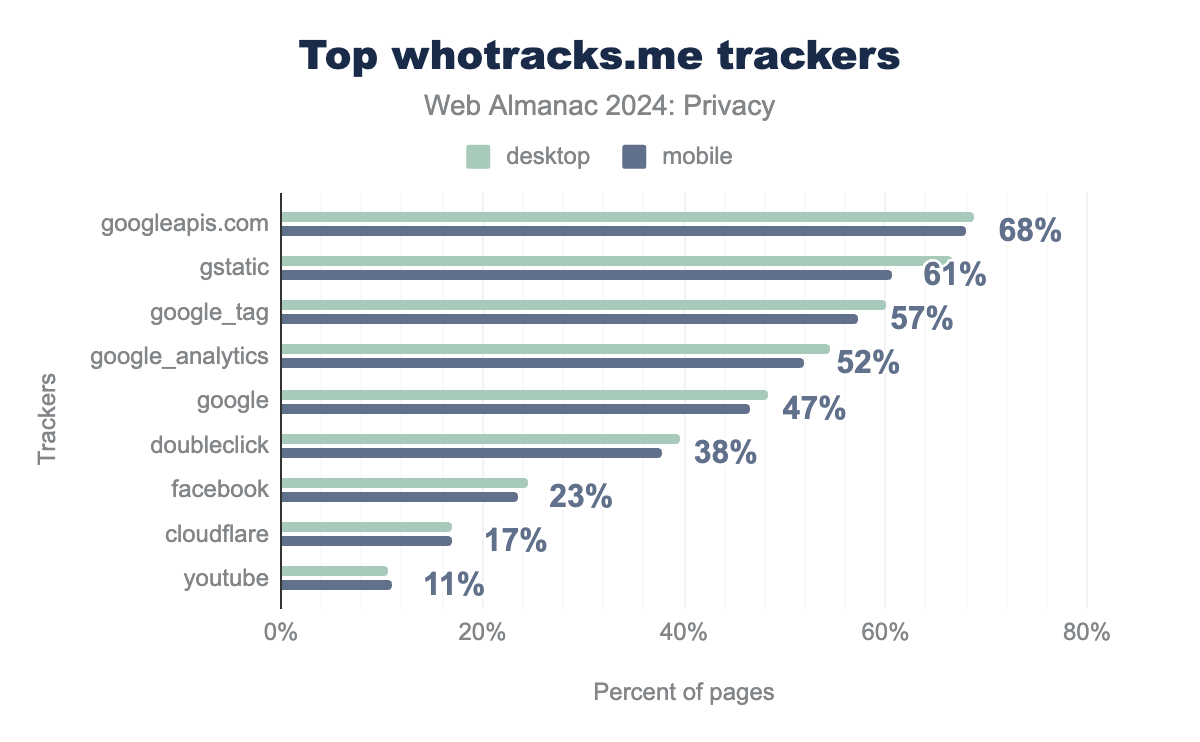 Top whotracks.me trackers
Web Almanac 2024: Privacy
desktop mobile
googleapis.com 68%
gstatic 61%
google_tag 57%
google_analytics 52%
google 47%
doubleclick 38%
facebook 23%
cloudflare 17%
youtube 11%
Trackers
0% 20% 40% 60% 80%
Percent of pages